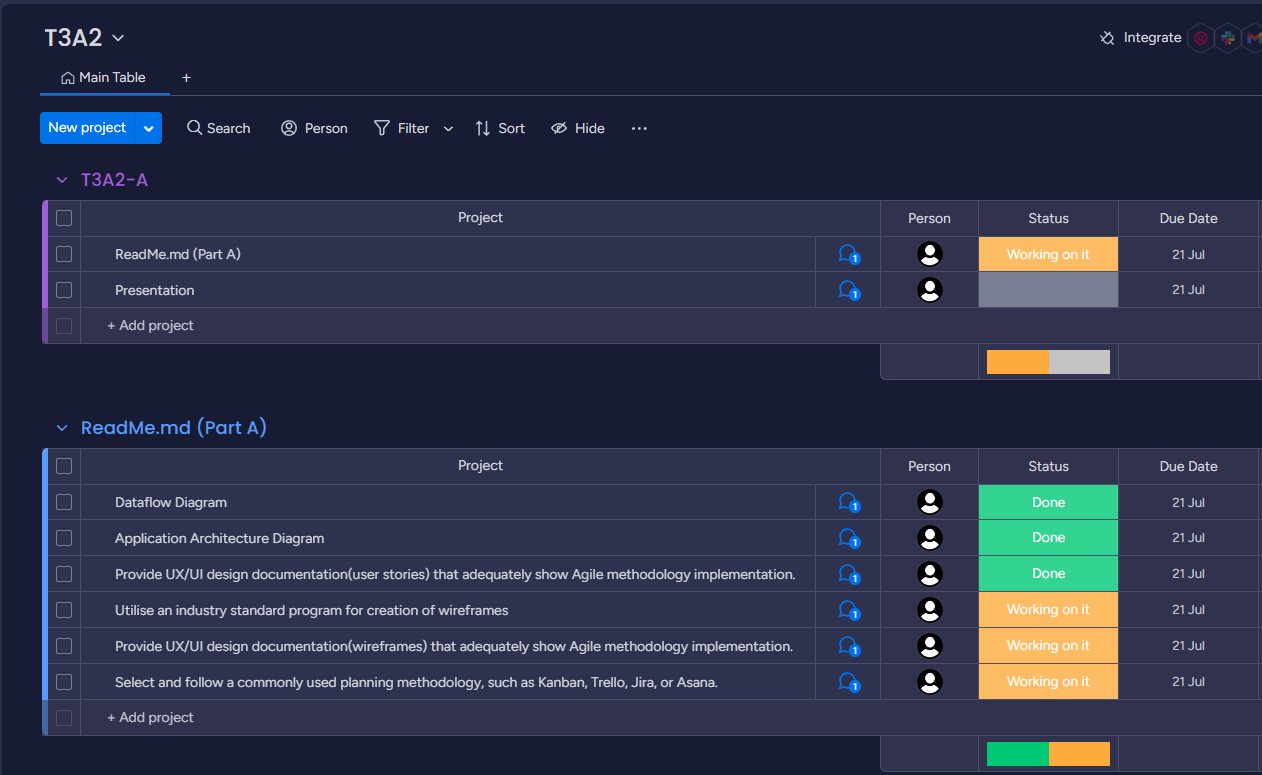 T3A2
Integrate
Main Table +
New project Search Person Filter Sort Hide ...
T3A2-A
Project Person Status Due Date
ReadMe.md (Part A) 1 Working on it 21 Jul
Presentation 1 21 Jul
+ Add project
ReadMe.md (Part A)
Project Person Status Due Date
Dataflow Diagram 1 Done 21 Jul
Application Architecture Diagram 1 Done 21 Jul
Provide UX/UI design documentation(user stories) that adequately show Agile methodology implementation. 1 Done 21 Jul
Utilise an industry standard program for creation of wireframes 1 Working on it 21 Jul
Provide UX/UI design documentation(wireframes) that adequately show Agile methodology implementation. 1 Working on it 21 Jul
Select and follow a commonly used planning methodology, such as Kanban, Trello, Jira, or Asana. 1 Working on it 21 Jul
+ Add project